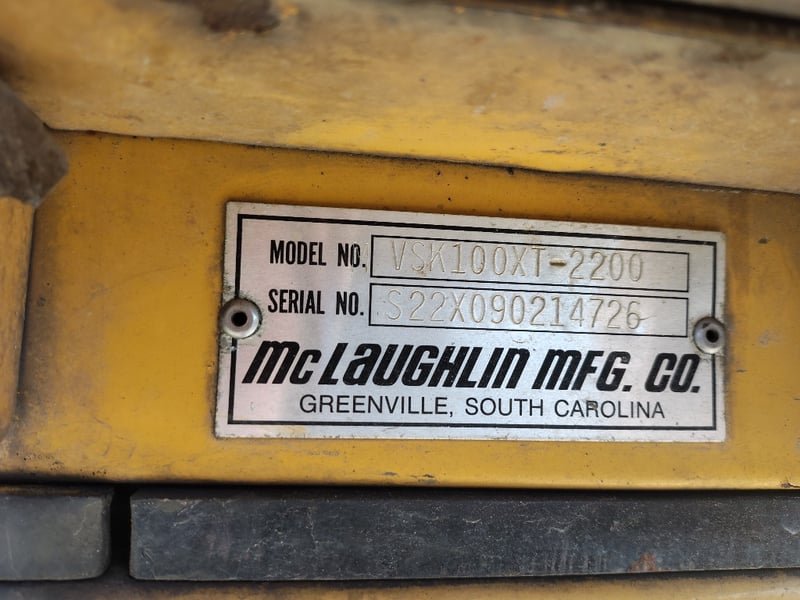 MODEL NO. VSK100XT-2200
SERIAL NO. S22X090214726
McLAUGHLIN MFG. CO.
GREENVILLE, SOUTH CAROLINA